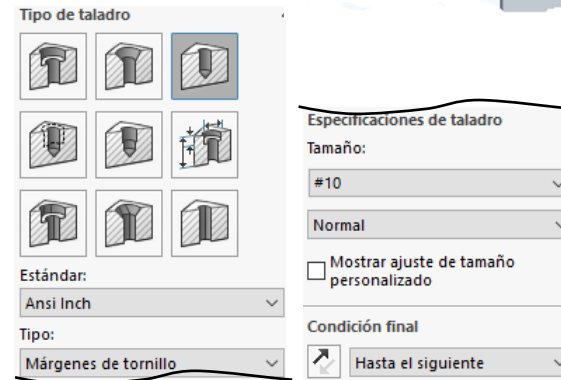 Tipo de taladro
Estándar:
Ansi Inch
Tipo:
Márgenes de tornillo
Especificaciones de taladro
Tamaño:
#10
Normal
Mostrar ajuste de tamaño
personalizado
Condición final
Hasta el siguiente